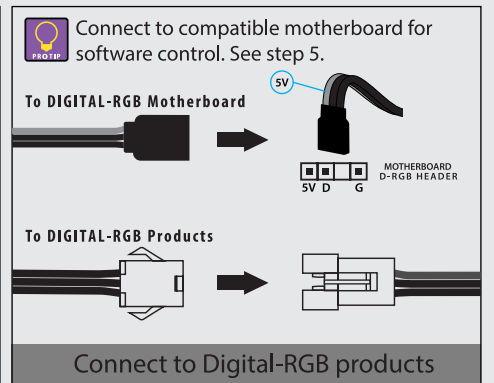 PROTIP
Connect to compatible motherboard for
software control. See step 5.
5V
To DIGITAL-RGB Motherboard
MOTHERBOARD
D-RGB HEADER
5V D G
To DIGITAL-RGB Products
Connect to Digital-RGB products